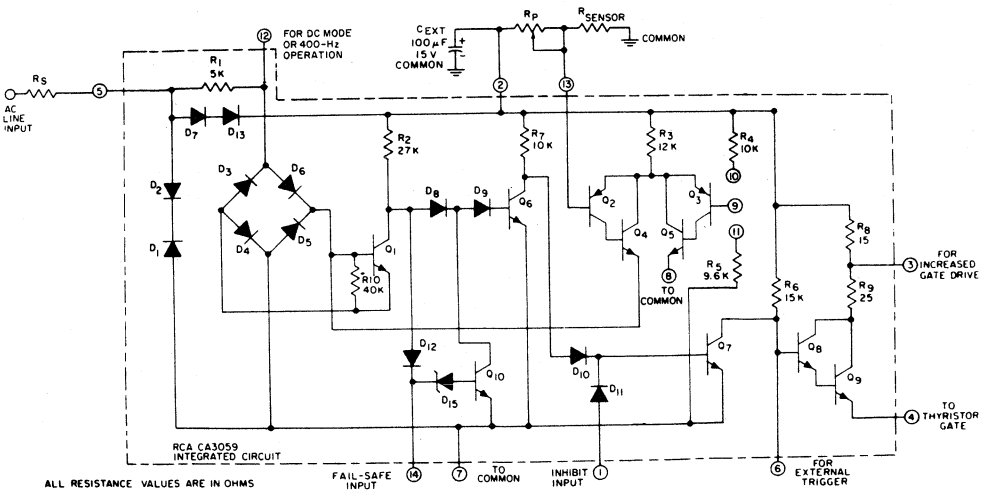 RP
RSENSOR
COMMON
CEXT
100µF
15V
COMMON
+
-
12
FOR DC MODE
OR 400-Hz
OPERATION
R1
5K
RS
5
AC
LINE
INPUT
2
13
D7
D13
R2
27K
R7
10K
R3
12K
R4
10K
10
D2
D3
D6
D8
D9
Q6
Q2
Q3
9
D1
D4
D5
Q1
Q4
Q5
11
R8
15
3
FOR
INCREASED
GATE DRIVE
R10
40K
8
TO
COMMON
R5
9.6K
R6
15K
R9
25
D12
D15
Q10
D10
D11
Q7
Q8
Q9
4
TO
THYRISTOR
GATE
RCA CA3059
INTEGRATED CIRCUIT
14
FAIL-SAFE
INPUT
7
TO
COMMON
INHIBIT
INPUT
1
6
FOR
EXTERNAL
TRIGGER
ALL RESISTANCE VALUES ARE IN OHMS